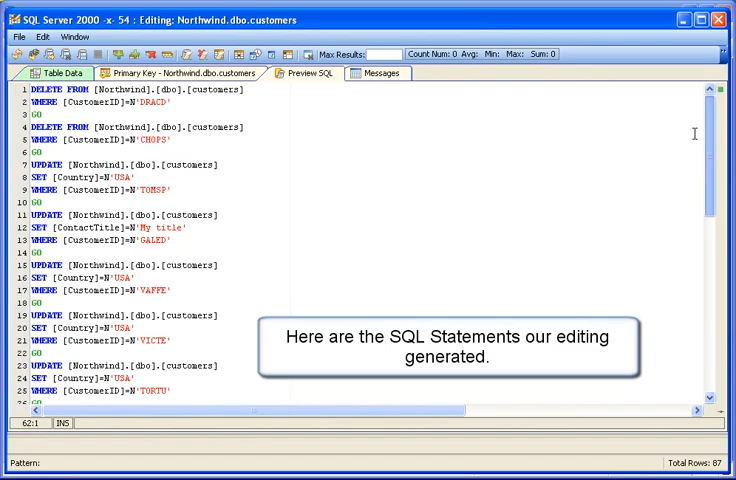 SQL Server 2000 -x- 54 : Editing: Northwind.dbo.customers
File Edit Window
Max Results: Count Num: 0 Avg: Min: Max: Sum: 0
Table Data Primary Key - Northwind.dbo.customers Preview SQL Messages
1 DELETE FROM [Northwind].[dbo].[customers]
2 WHERE [CustomerID]=N'DRACD'
3 GO
4 DELETE FROM [Northwind].[dbo].[customers]
5 WHERE [CustomerID]=N'CHOPS'
6 GO
7 UPDATE [Northwind].[dbo].[customers]
8 SET [Country]=N'USA'
9 WHERE [CustomerID]=N'TOMSP'
10 GO
11 UPDATE [Northwind].[dbo].[customers]
12 SET [ContactTitle]=N'My title'
13 WHERE [CustomerID]=N'GALED'
14 GO
15 UPDATE [Northwind].[dbo].[customers]
16 SET [Country]=N'USA'
17 WHERE [CustomerID]=N'VAFFE'
18 GO
19 UPDATE [Northwind].[dbo].[customers]
20 SET [Country]=N'USA'
21 WHERE [CustomerID]=N'VICTE'
22 GO
23 UPDATE [Northwind].[dbo].[customers]
24 SET [Country]=N'USA'
25 WHERE [CustomerID]=N'TORTU'
26 GO
Here are the SQL Statements our editing
generated.
62:1 INS
Pattern: Total Rows: 87